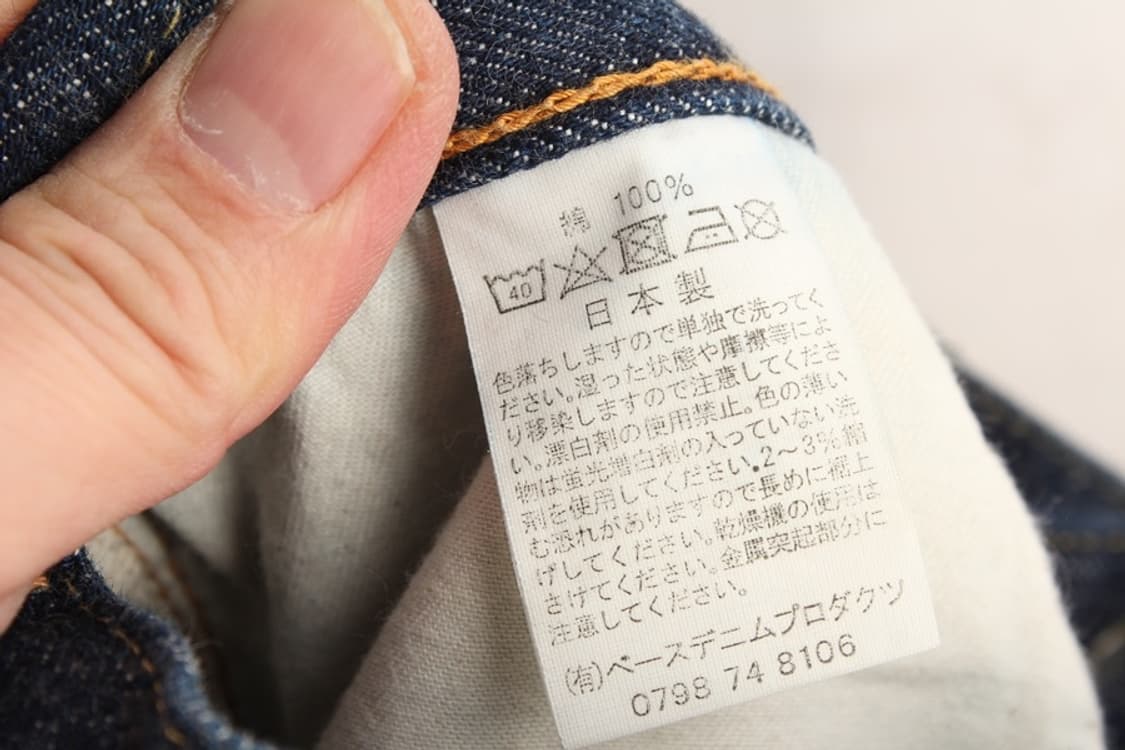 綿 100%
40
日本製
色落ちしますので単独で洗ってく
ださい。湿った状態や摩擦等によ
り移染しますので注意してくださ
い。漂白剤の使用禁止。色の薄い
物は蛍光増白剤の入っていない洗
剤を使用してください。2〜3%縮
む恐れがありますので長めに裾上
げしてください。乾燥機の使用は
さけてください。金属突起部分に
注意してください。
(有)ベースデニムプロダクツ
0798 74 8106